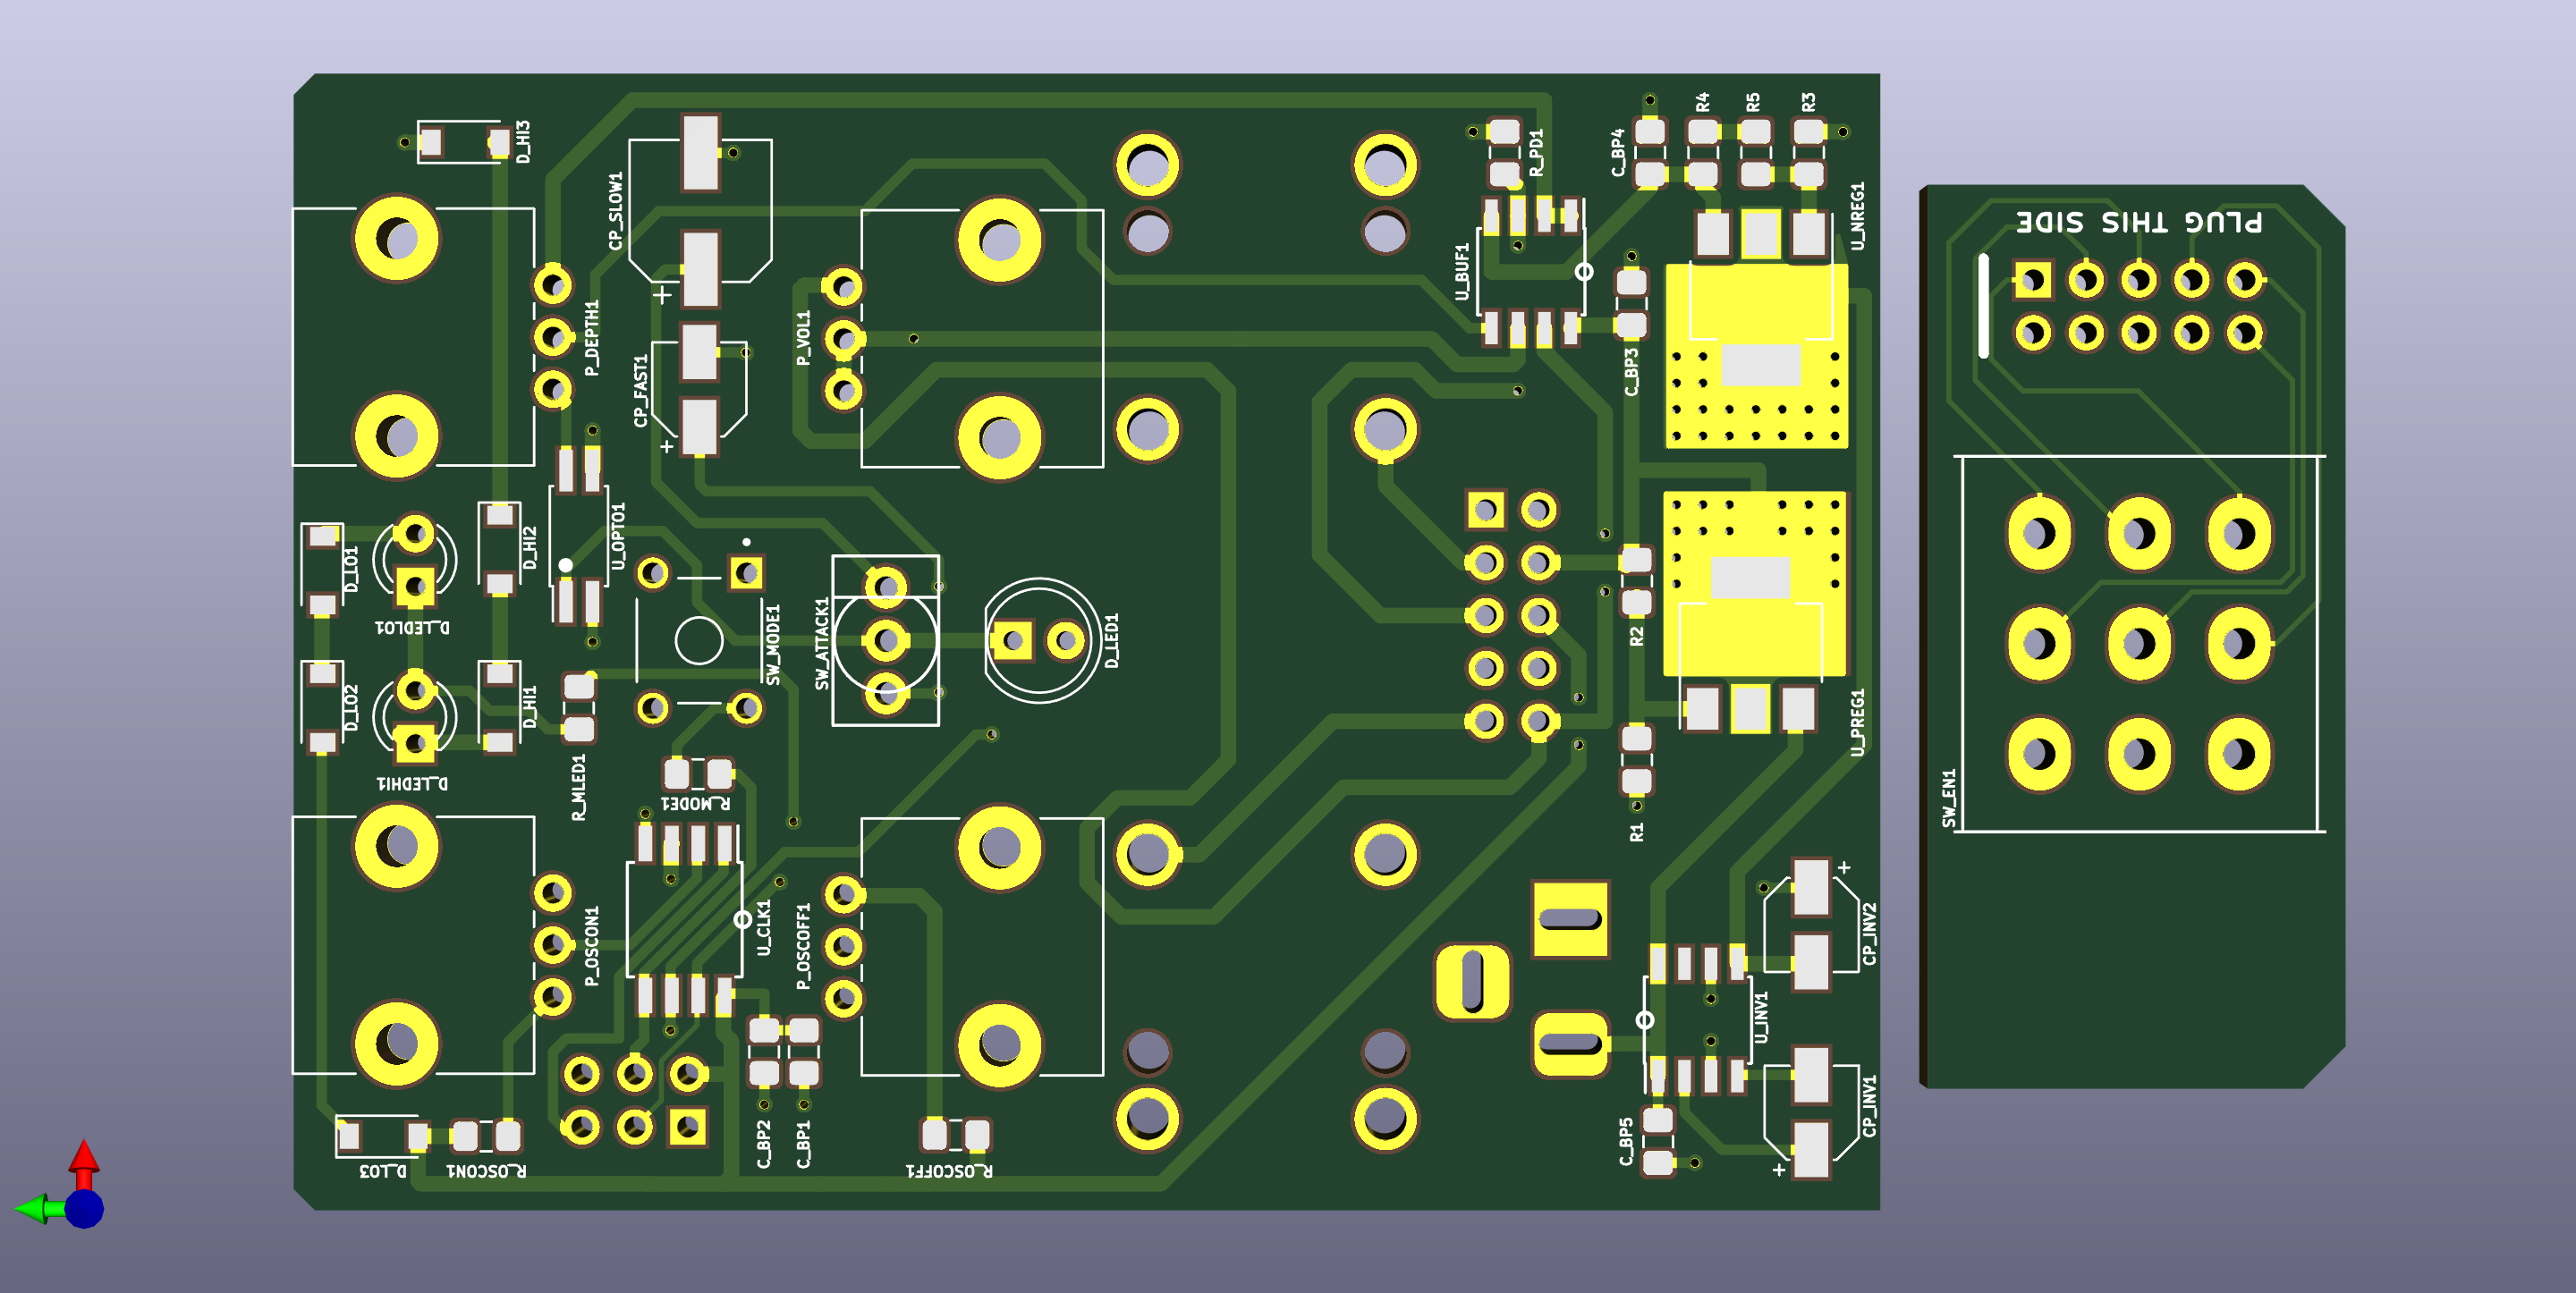 D_HI3
CP_SLOW1
+
P_DEPTH1
CP_FAST1
+
P_VOL1
R_PD1
C_BP4
R4
R5
R3
U_NREG1
U_BUF1
C_BP3
D_LO1
D_LEDLO1
D_HI2
U_OPTO1
SW_MODE1
SW_ATTACK1
D_LED1
R2
U_PREG1
D_LO2
D_LEDHI1
D_HI1
R_MLED1
R_MODE1
R1
P_OSCON1
U_CLK1
P_OSCOFF1
+
CP_INV2
U_INV1
CP_INV1
+
C_BP5
D_LO3
R_OSCON1
C_BP2
C_BP1
R_OSCOFF1
PLUG THIS SIDE
SW_EN1